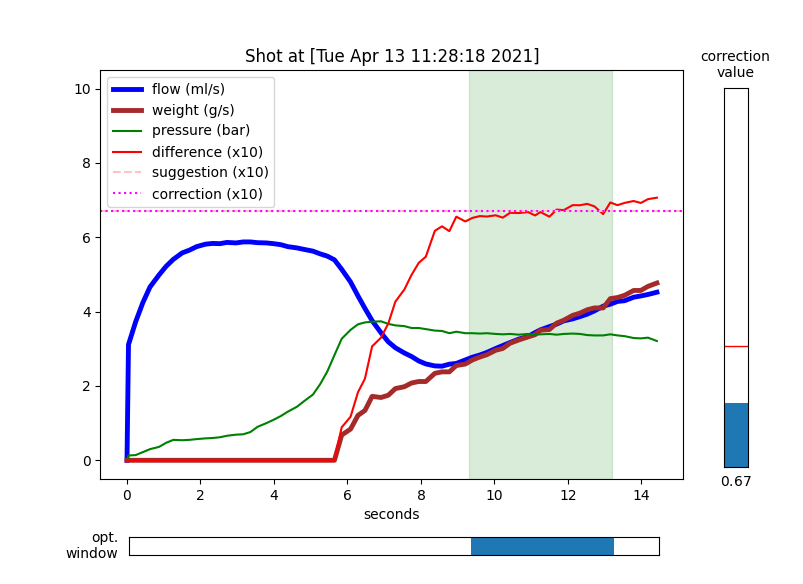 Shot at [Tue Apr 13 11:28:18 2021]
correction
value
10
8
6
4
2
0
flow (ml/s)
weight (g/s)
pressure (bar)
difference (x10)
suggestion (x10)
correction (x10)
0 2 4 6 8 10 12 14
seconds
0.67
opt.
window